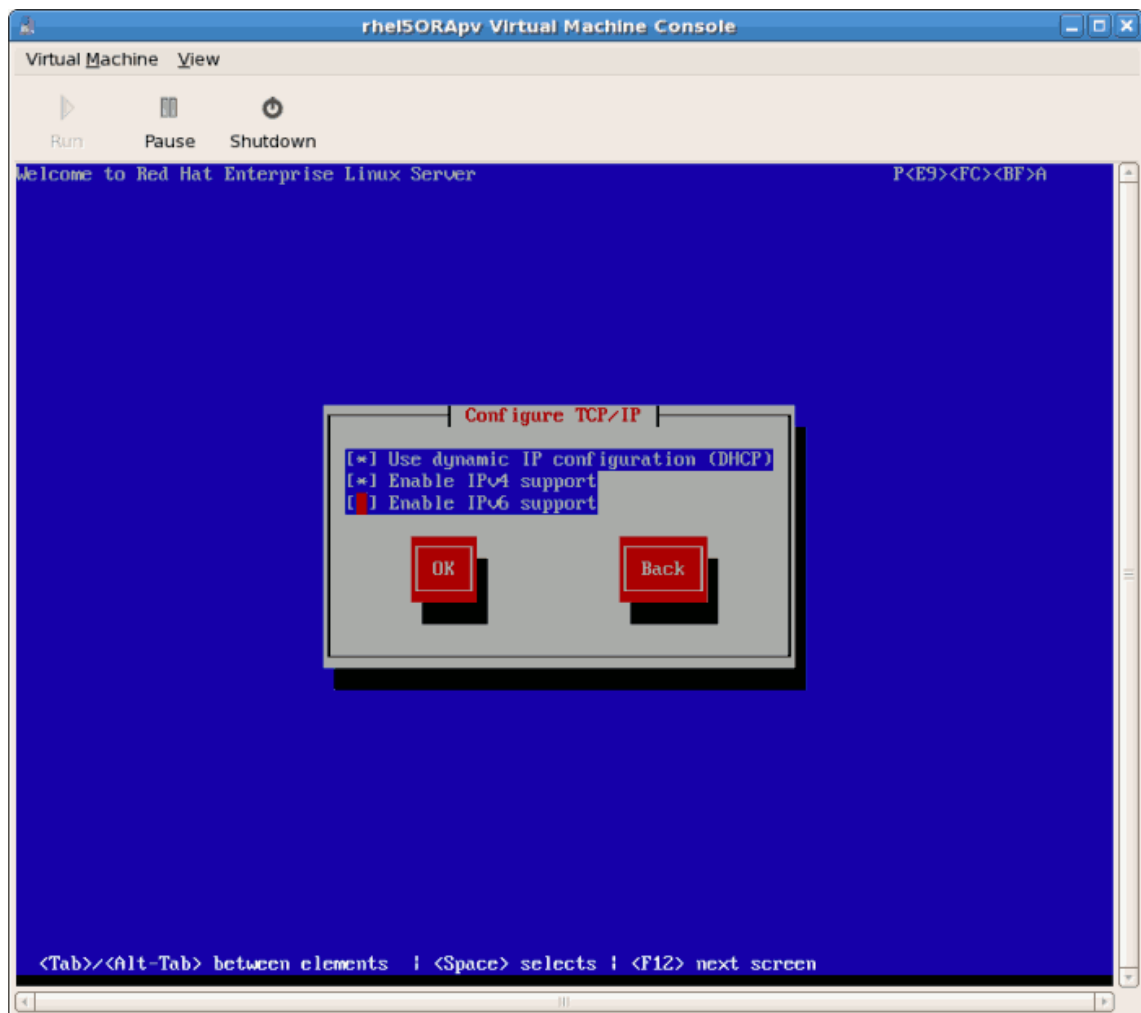 rhel5ORApv Virtual Machine Console
Virtual Machine View
Run Pause Shutdown
Welcome to Red Hat Enterprise Linux Server P<E9><FC><BF>A
Configure TCP/IP
[*] Use dynamic IP configuration (DHCP)
[*] Enable IPv4 support
[ ] Enable IPv6 support
OK Back
<Tab>/<Alt-Tab> between elements | <Space> selects | <F12> next screen